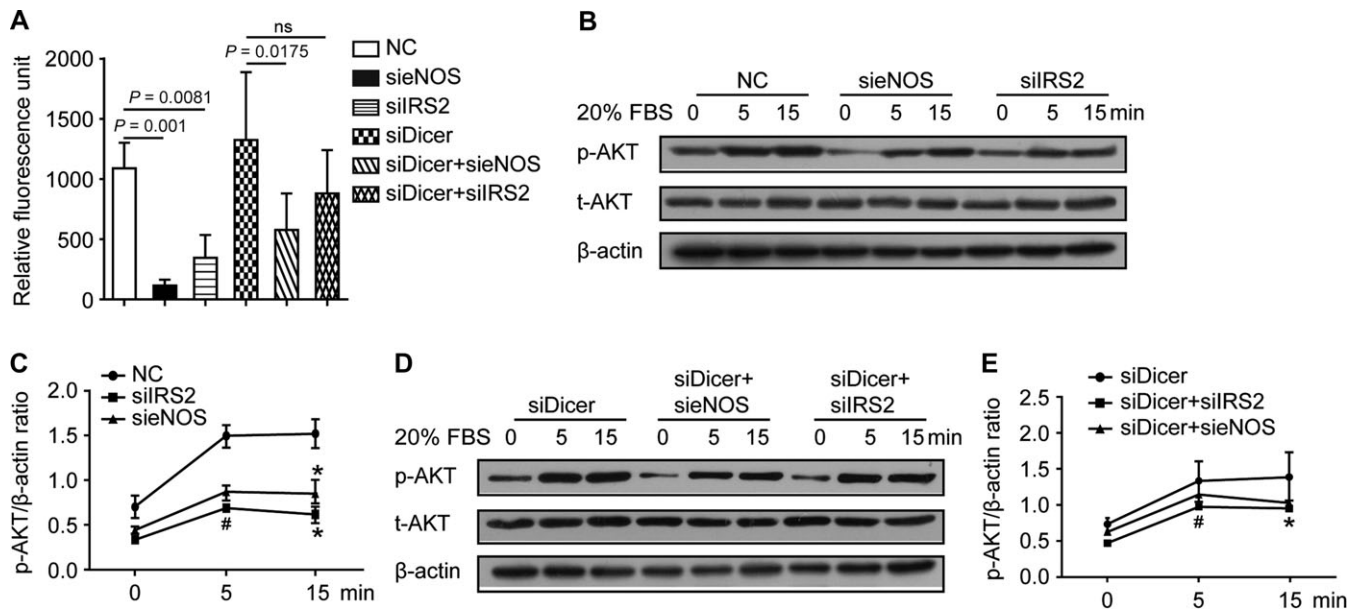 A
Relative fluorescence unit
2000
1500
1000
500
0
P = 0.001
P = 0.0081
P = 0.0175
ns
NC
sieNOS
siIRS2
siDicer
siDicer+sieNOS
siDicer+siIRS2
B
NC sieNOS siIRS2
20% FBS 0 5 15 0 5 15 0 5 15 min
p-AKT
t-AKT
β-actin
C
NC
siIRS2
sieNOS
p-AKT/β-actin ratio
2.0
1.5
1.0
0.5
0.0
*
#
*
0 5 15 min
D
siDicer siDicer+ siDicer+
sieNOS siIRS2
20% FBS 0 5 15 0 5 15 0 5 15 min
p-AKT
t-AKT
β-actin
E
siDicer
siDicer+siIRS2
siDicer+sieNOS
p-AKT/β-actin ratio
2.5
2.0
1.5
1.0
0.5
0.0
# *
0 5 15 min